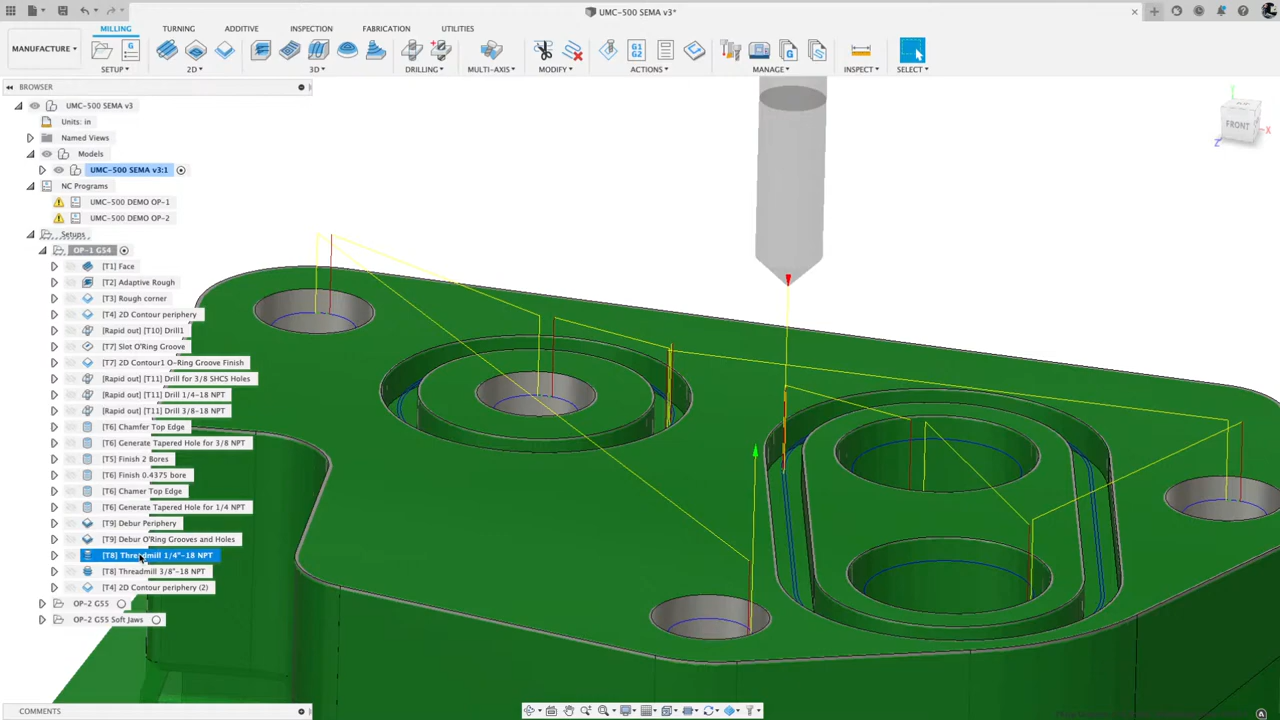 UMC-500 SEMA v3*
MILLING TURNING ADDITIVE INSPECTION FABRICATION UTILITIES
MANUFACTURE
G1
G2
SETUP 2D 3D DRILLING MULTI-AXIS MODIFY ACTIONS MANAGE INSPECT SELECT
BROWSER
UMC-500 SEMA v3
Units: in
Named Views
Models
UMC-500 SEMA v3:1
NC Programs
UMC-500 DEMO OP-1
UMC-500 DEMO OP-2
Setups
OP-1 G54
[T1] Face
[T2] Adaptive Rough
[T3] Rough corner
[T4] 2D Contour periphery
[Rapid out] [T10] Drill1
[T7] Slot O'Ring Groove
[T7] 2D Contour1 O-Ring Groove Finish
[Rapid out] [T11] Drill for 3/8 SHCS Holes
[Rapid out] [T11] Drill 1/4-18 NPT
[Rapid out] [T11] Drill 3/8-18 NPT
[T6] Chamfer Top Edge
[T6] Generate Tapered Hole for 3/8 NPT
[T5] Finish 2 Bores
[T6] Finish 0.4375 bore
[T6] Chamer Top Edge
[T6] Generate Tapered Hole for 1/4 NPT
[T9] Debur Periphery
[T9] Debur O'Ring Grooves and Holes
[T8] Threadmill 1/4"-18 NPT
[T8] Threadmill 3/8"-18 NPT
[T4] 2D Contour periphery (2)
OP-2 G55
OP-2 G55 Soft Jaws
COMMENTS
Y
FRONT
X
Z